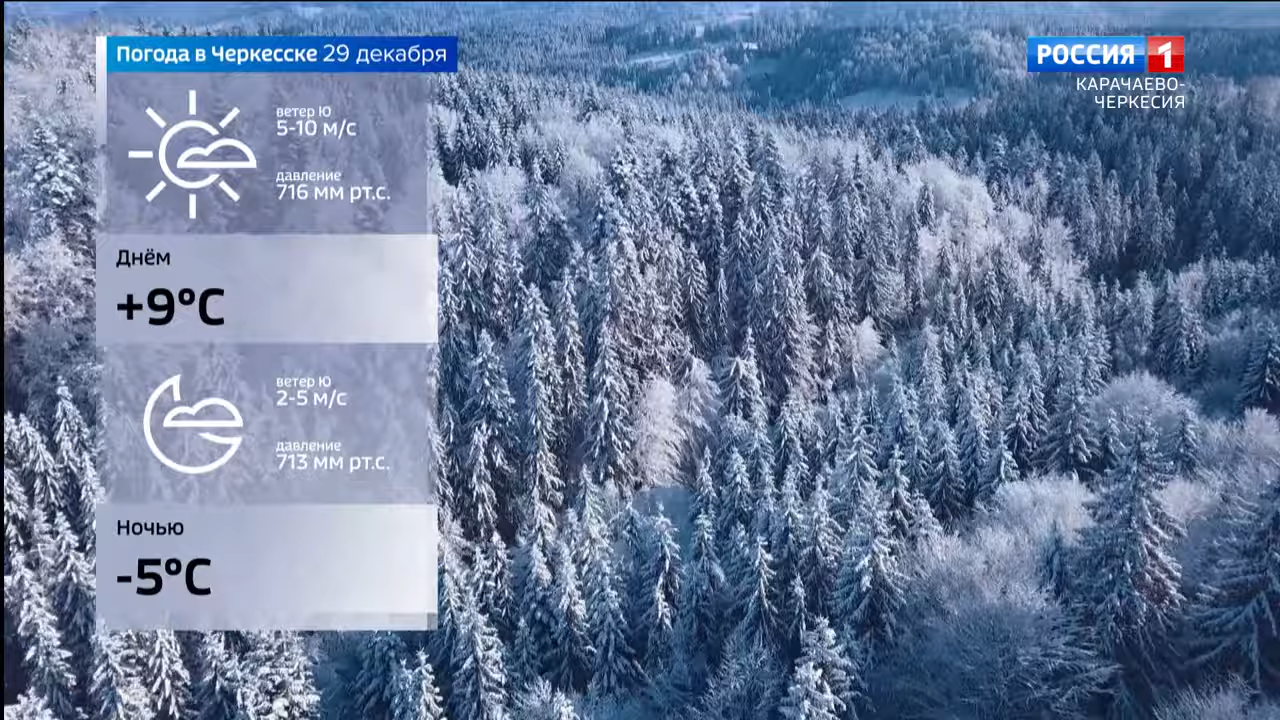 Погода в Черкесске 29 декабря
РОССИЯ 1
КАРАЧАЕВО-
ЧЕРКЕСИЯ
ветер Ю
5-10 м/с
давление
716 мм рт.с.
Днём
+9°C
ветер Ю
2-5 м/с
давление
713 мм рт.с.
Ночью
-5°C